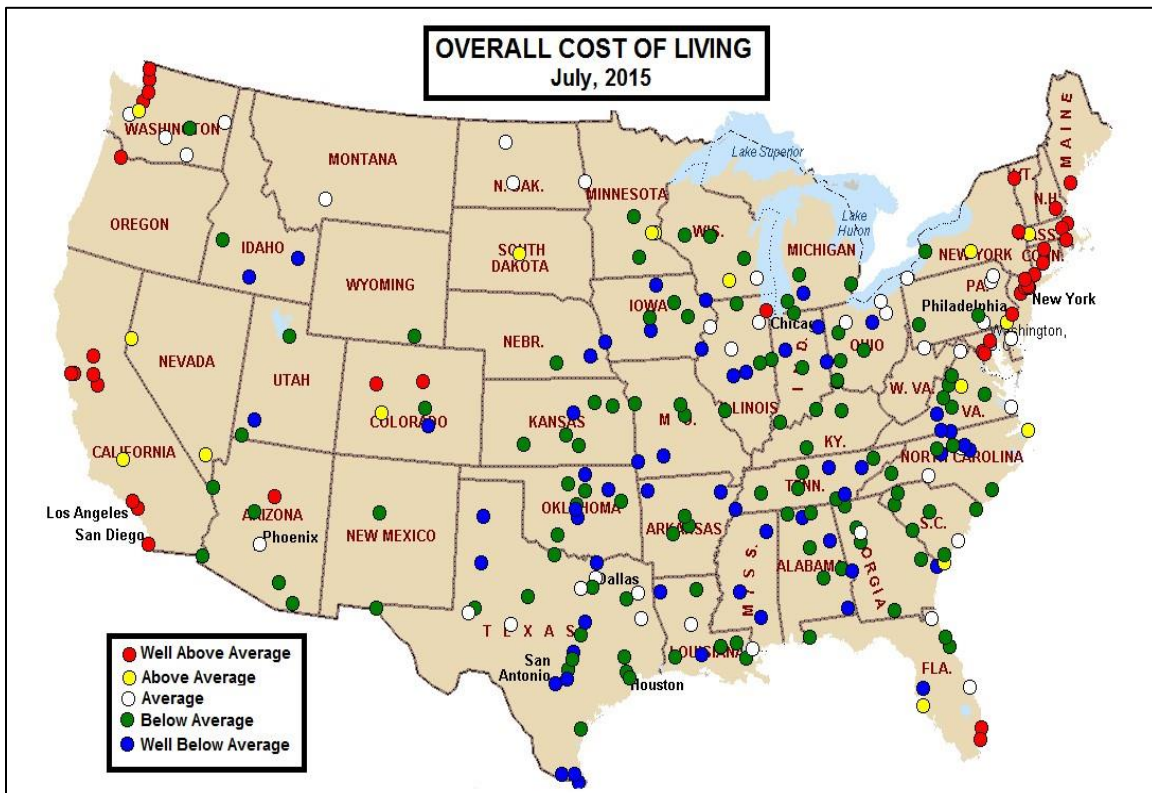 OVERALL COST OF LIVING
July, 2015
WASHINGTON
MONTANA
N. DAK.
MINNESOTA
Lake Superior
MAINE
VT.
N.H.
OREGON
IDAHO
SOUTH
DAKOTA
WIS.
MICHIGAN
Lake
Huron
NEW YORK
MASS.
CONN.
WYOMING
IOWA
PA.
Philadelphia
New York
Washington,
NEVADA
UTAH
NEBR.
Chicag
OHIO
IND.
ILLINOIS
W. VA.
VA.
COLORADO
KANSAS
MO.
KY.
CALIFORNIA
NORTH CAROLINA
TENN.
Los Angeles
San Diego
ARIZONA
Phoenix
NEW MEXICO
OKLAHOMA
ARKANSAS
S.C.
MISS.
ALABAMA
GEORGIA
Dallas
TEXAS
LOUISIANA
San
Antonio
Houston
FLA.
Well Above Average
Above Average
Average
Below Average
Well Below Average